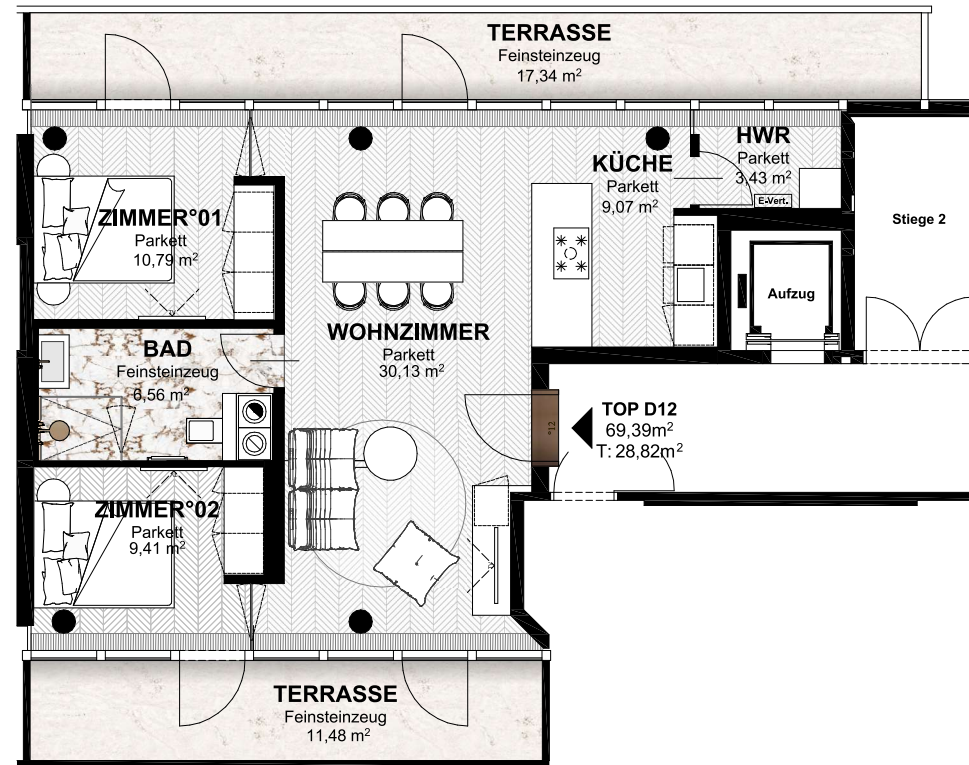 TERRASSE
Feinsteinzeug
17,34 m²
HWR
Parkett
3,43 m²
E-Vert.
KÜCHE
Parkett
9,07 m²
Stiege 2
ZIMMER°01
Parkett
10,79 m²
Aufzug
WOHNZIMMER
Parkett
30,13 m²
BAD
Feinsteinzeug
6,56 m²
°12
TOP D12
69,39m²
T: 28,82m²
ZIMMER°02
Parkett
9,41 m²
TERRASSE
Feinsteinzeug
11,48 m²